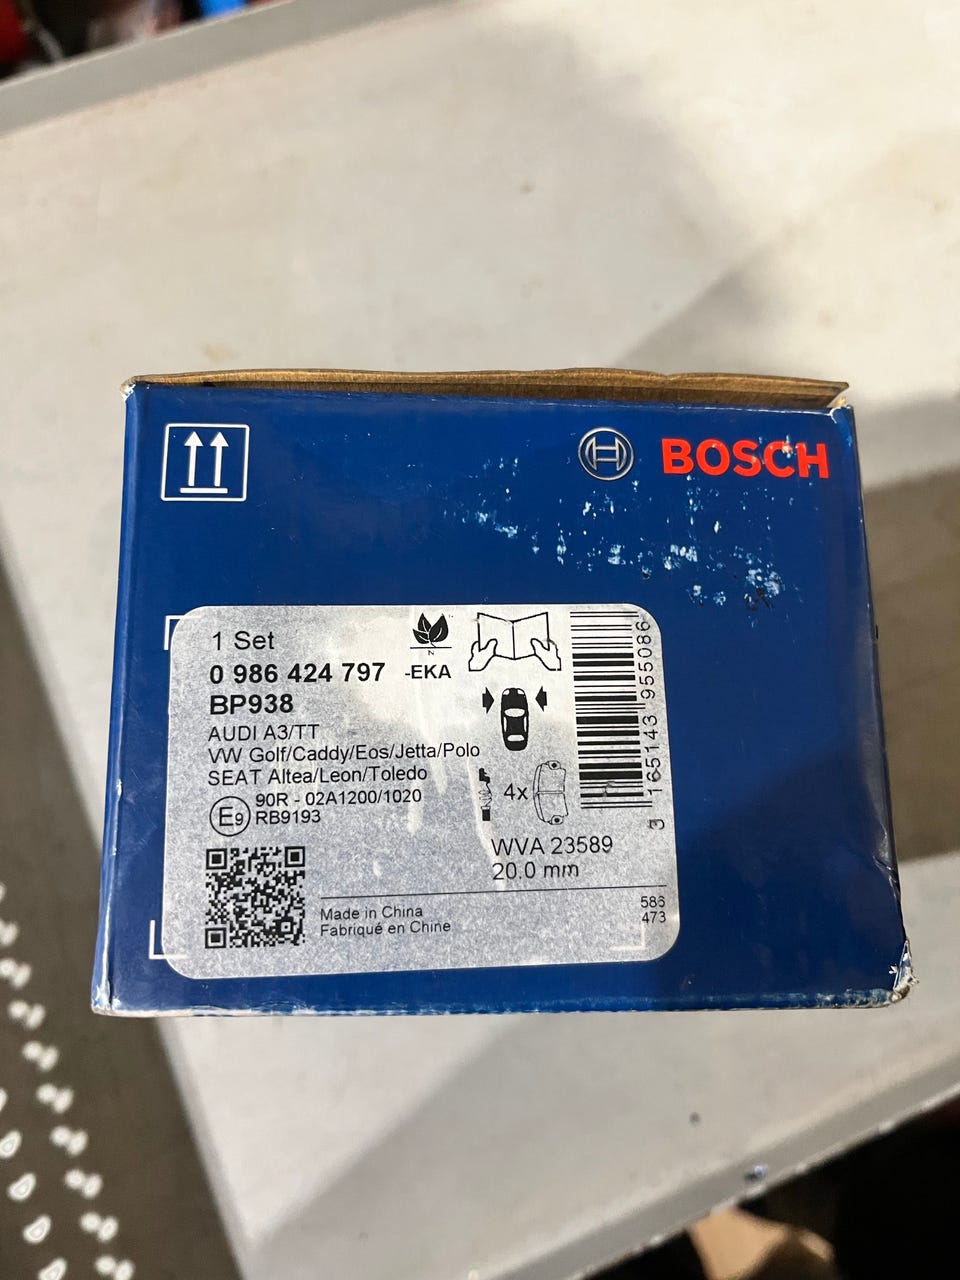 BOSCH
1 Set
0 986 424 797 -EKA
N
BP938
AUDI A3/TT
VW Golf/Caddy/Eos/Jetta/Polo
SEAT Altea/Leon/Toledo
E9 90R - 02A1200/1020
RB9193
4x
WVA 23589
20.0 mm
3 165143 955086
Made in China
Fabriqué en Chine
586
473